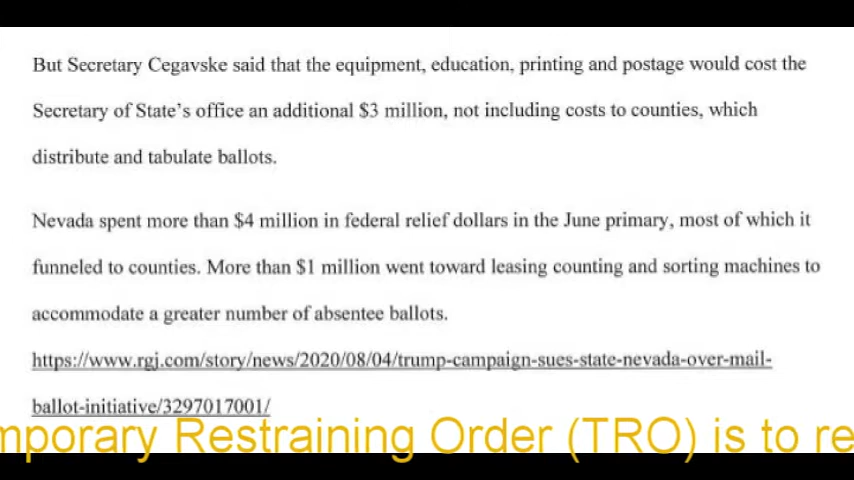 But Secretary Cegavske said that the equipment, education, printing and postage would cost the
Secretary of State's office an additional $3 million, not including costs to counties, which
distribute and tabulate ballots.
Nevada spent more than $4 million in federal relief dollars in the June primary, most of which it
funneled to counties. More than $1 million went toward leasing counting and sorting machines to
accommodate a greater number of absentee ballots.
https://www.rgj.com/story/news/2020/08/04/trump-campaign-sues-state-nevada-over-mail-
ballot-initiative/3297017001/
mporary Restraining Order (TRO) is to re